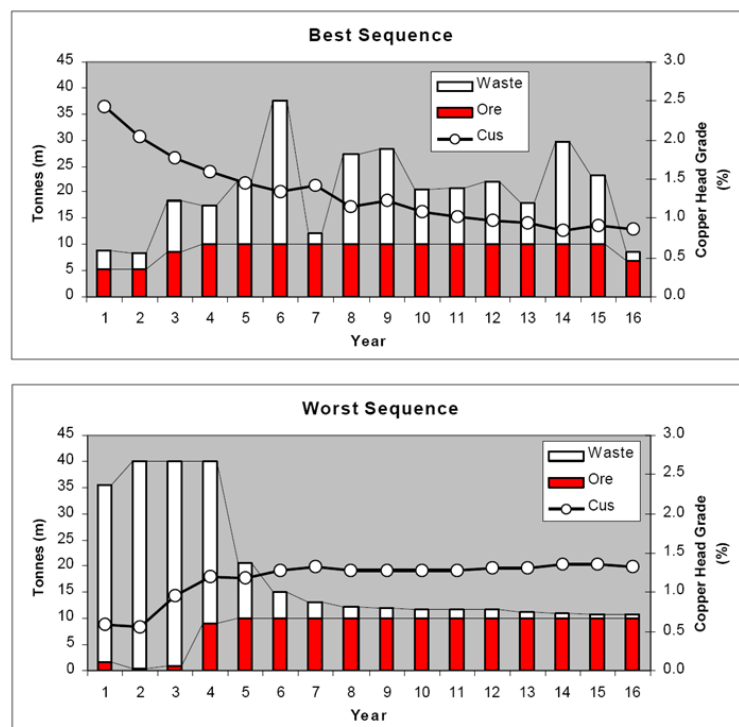 Best Sequence
45
40
35
30
25
20
15
10
5
0
Tonnes (m)
Waste
Ore
Cus
3.0
2.5
2.0
1.5
1.0
0.5
0.0
Copper Head Grade
(%)
1 2 3 4 5 6 7 8 9 10 11 12 13 14 15 16
Year
Worst Sequence
45
40
35
30
25
20
15
10
5
0
Tonnes (m)
Waste
Ore
Cus
3.0
2.5
2.0
1.5
1.0
0.5
0.0
Copper Head Grade
(%)
1 2 3 4 5 6 7 8 9 10 11 12 13 14 15 16
Year